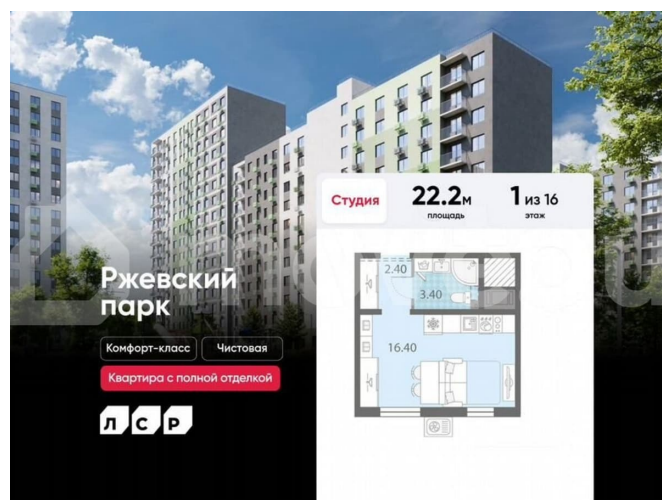 Студия
22.2м
площадь
1 из 16
этаж
2.40
3.40
16.40
Ржевский
парк
Комфорт-класс
Чистовая
Квартира с полной отделкой
ЛСР